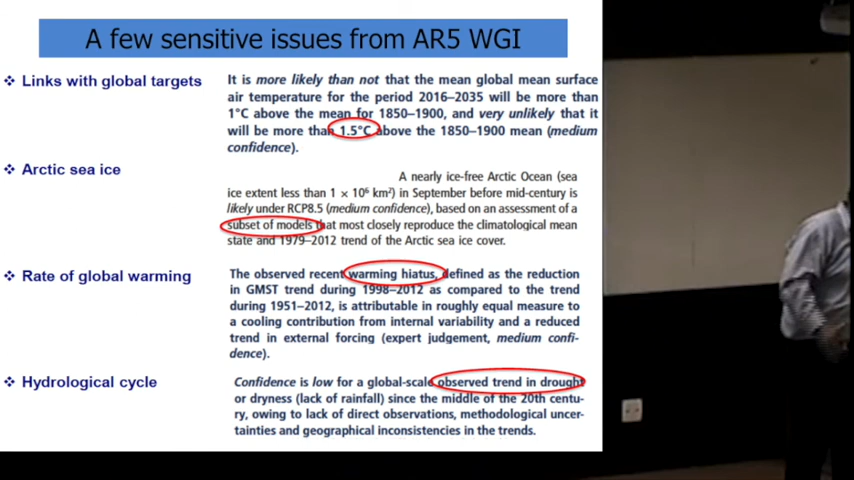 A few sensitive issues from AR5 WGI
Links with global targets
It is more likely than not that the mean global mean surface
air temperature for the period 2016–2035 will be more than
1°C above the mean for 1850–1900, and very unlikely that it
will be more than 1.5°C above the 1850–1900 mean (medium
confidence).
Arctic sea ice
A nearly ice-free Arctic Ocean (sea
ice extent less than 1 × 10⁶ km²) in September before mid-century is
likely under RCP8.5 (medium confidence), based on an assessment of a
subset of models that most closely reproduce the climatological mean
state and 1979–2012 trend of the Arctic sea ice cover.
Rate of global warming
The observed recent warming hiatus, defined as the reduction
in GMST trend during 1998–2012 as compared to the trend
during 1951–2012, is attributable in roughly equal measure to
a cooling contribution from internal variability and a reduced
trend in external forcing (expert judgement, medium confi-
dence).
Hydrological cycle
Confidence is low for a global-scale observed trend in drought
or dryness (lack of rainfall) since the middle of the 20th centu-
ry, owing to lack of direct observations, methodological uncer-
tainties and geographical inconsistencies in the trends.